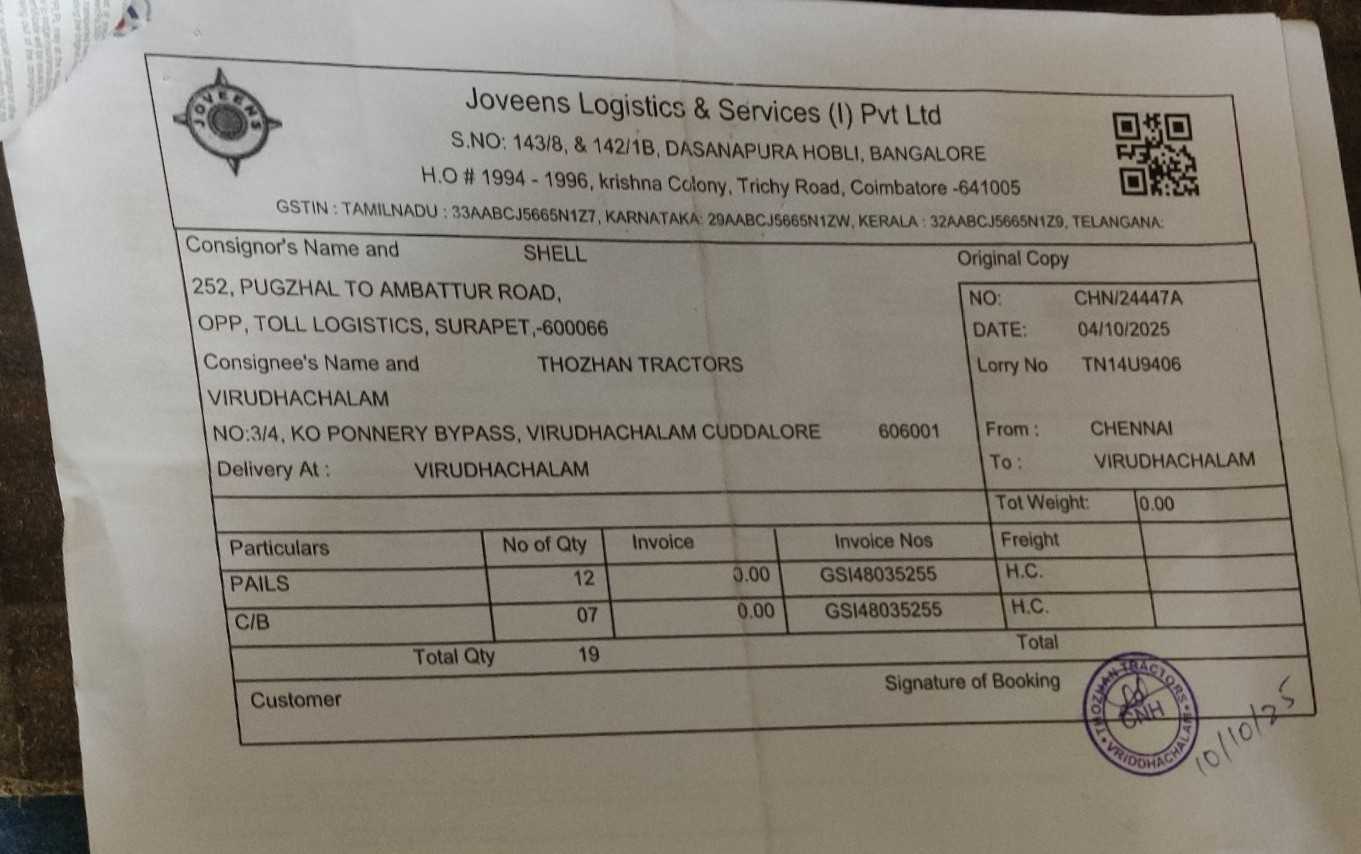 JOVEENS
Joveens Logistics & Services (I) Pvt Ltd
S.NO: 143/8, & 142/1B, DASANAPURA HOBLI, BANGALORE
H.O # 1994 - 1996, krishna Colony, Trichy Road, Coimbatore -641005
GSTIN : TAMILNADU : 33AABCJ5665N1Z7, KARNATAKA: 29AABCJ5665N1ZW, KERALA : 32AABCJ5665N1Z9, TELANGANA:
Consignor's Name and SHELL
Original Copy
252, PUGZHAL TO AMBATTUR ROAD,
NO: CHN/24447A
OPP, TOLL LOGISTICS, SURAPET,-600066
DATE: 04/10/2025
Consignee's Name and THOZHAN TRACTORS
Lorry No TN14U9406
VIRUDHACHALAM
NO:3/4, KO PONNERY BYPASS, VIRUDHACHALAM CUDDALORE 606001
From : CHENNAI
Delivery At : VIRUDHACHALAM
To : VIRUDHACHALAM
Tot Weight: 0.00
Particulars No of Qty Invoice Invoice Nos Freight
PAILS 12 0.00 GSI48035255 H.C.
C/B 07 0.00 GSI48035255 H.C.
Total Qty 19 Total
Customer Signature of Booking
THOZHAN TRACTORS
CNH
VRIDDHACHALAM
10/10/25